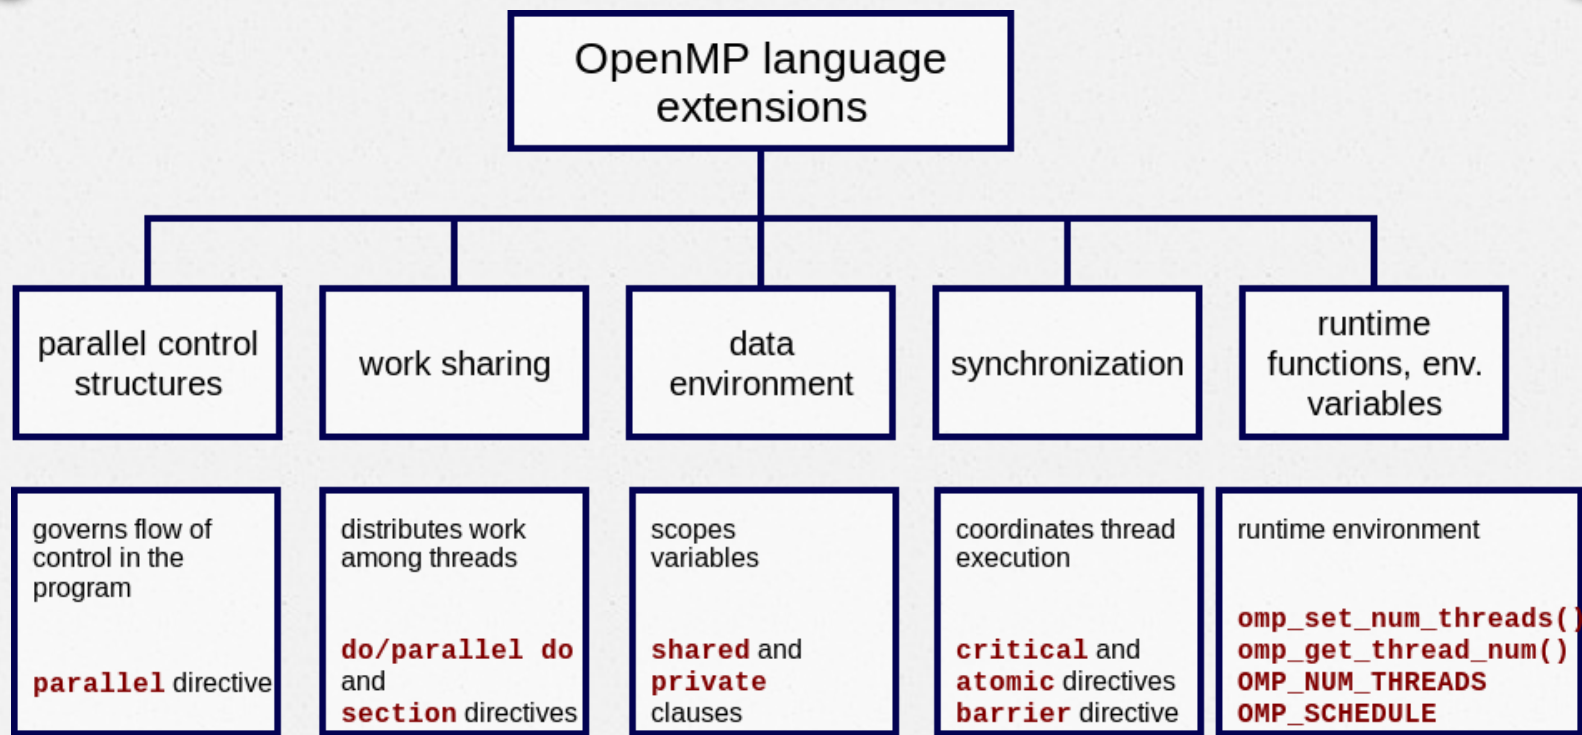 OpenMP language
extensions
parallel control
structures
work sharing
data
environment
synchronization
runtime
functions, env.
variables
governs flow of
control in the
program
parallel directive
distributes work
among threads
do/parallel do
and
section directives
scopes
variables
shared and
private
clauses
coordinates thread
execution
critical and
atomic directives
barrier directive
runtime environment
omp_set_num_threads()
omp_get_thread_num()
OMP_NUM_THREADS
OMP_SCHEDULE